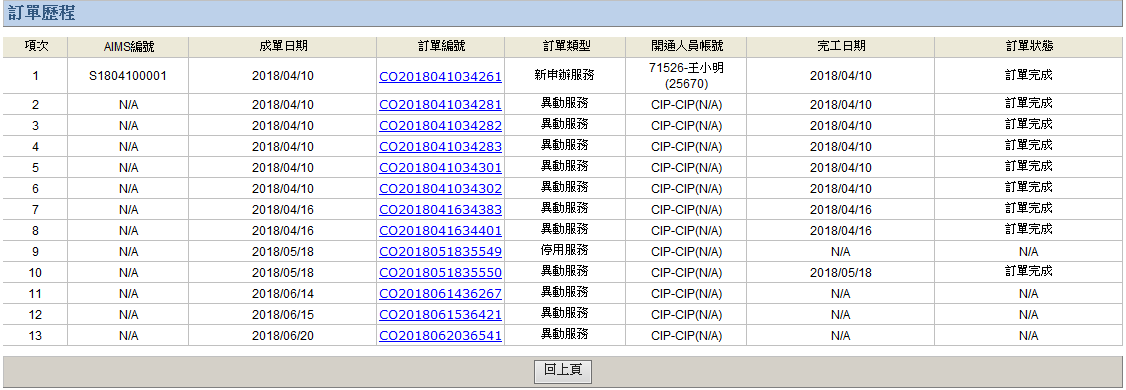 訂單歷程
項次 AIMS編號 成單日期 訂單編號 訂單類型 開通人員帳號 完工日期 訂單狀態
1 S1804100001 2018/04/10 CO2018041034261 新申辦服務 71526-王小明 (25670) 2018/04/10 訂單完成
2 N/A 2018/04/10 CO2018041034281 異動服務 CIP-CIP(N/A) 2018/04/10 訂單完成
3 N/A 2018/04/10 CO2018041034282 異動服務 CIP-CIP(N/A) 2018/04/10 訂單完成
4 N/A 2018/04/10 CO2018041034283 異動服務 CIP-CIP(N/A) 2018/04/10 訂單完成
5 N/A 2018/04/10 CO2018041034301 異動服務 CIP-CIP(N/A) 2018/04/10 訂單完成
6 N/A 2018/04/10 CO2018041034302 異動服務 CIP-CIP(N/A) 2018/04/10 訂單完成
7 N/A 2018/04/16 CO2018041634383 異動服務 CIP-CIP(N/A) 2018/04/16 訂單完成
8 N/A 2018/04/16 CO2018041634401 異動服務 CIP-CIP(N/A) 2018/04/16 訂單完成
9 N/A 2018/05/18 CO2018051835549 停用服務 CIP-CIP(N/A) N/A N/A
10 N/A 2018/05/18 CO2018051835550 異動服務 CIP-CIP(N/A) 2018/05/18 訂單完成
11 N/A 2018/06/14 CO2018061436267 異動服務 CIP-CIP(N/A) N/A N/A
12 N/A 2018/06/15 CO2018061536421 異動服務 CIP-CIP(N/A) N/A N/A
13 N/A 2018/06/20 CO2018062036541 異動服務 CIP-CIP(N/A) N/A N/A
回上頁